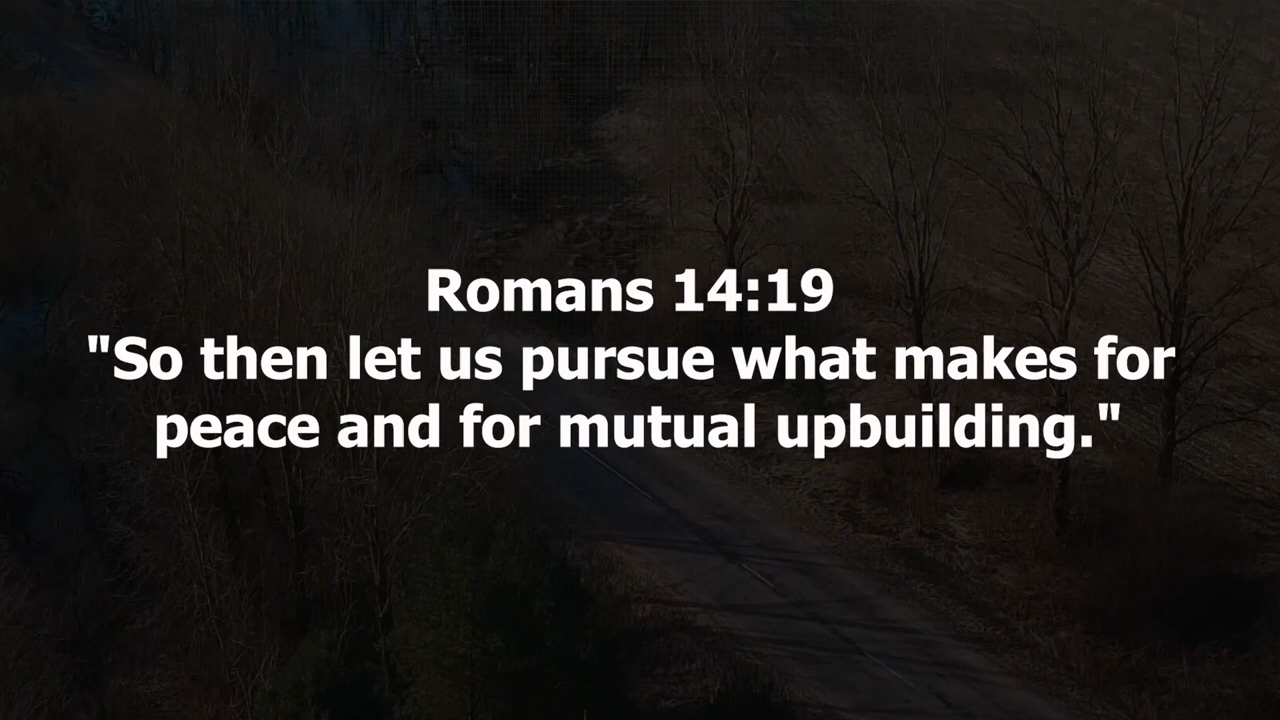 Romans 14:19
"So then let us pursue what makes for
peace and for mutual upbuilding."